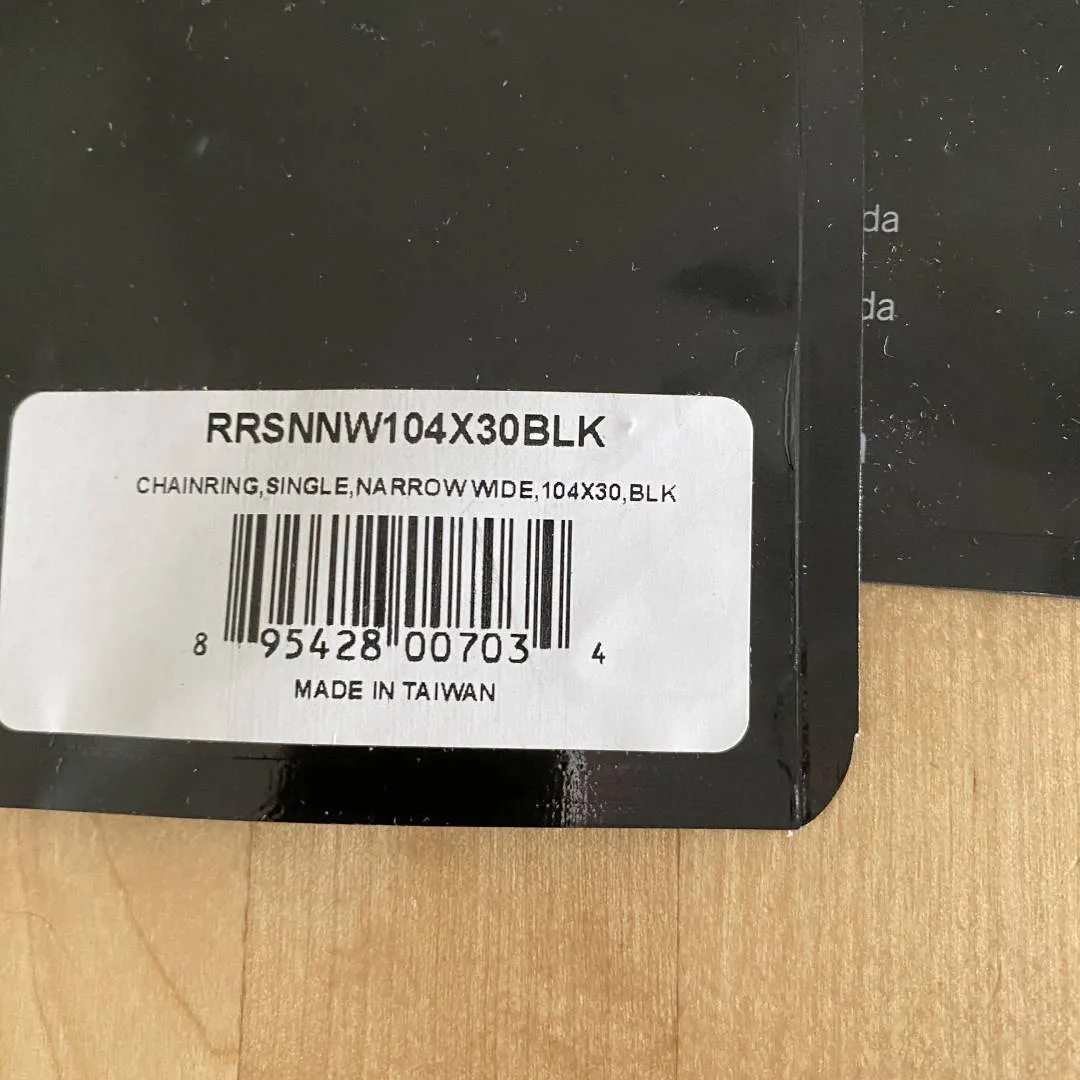 RRSNNW104X30BLK
CHAINRING,SINGLE,NARROW WIDE,104X30,BLK
8 95428 00703 4
MADE IN TAIWAN
da
da